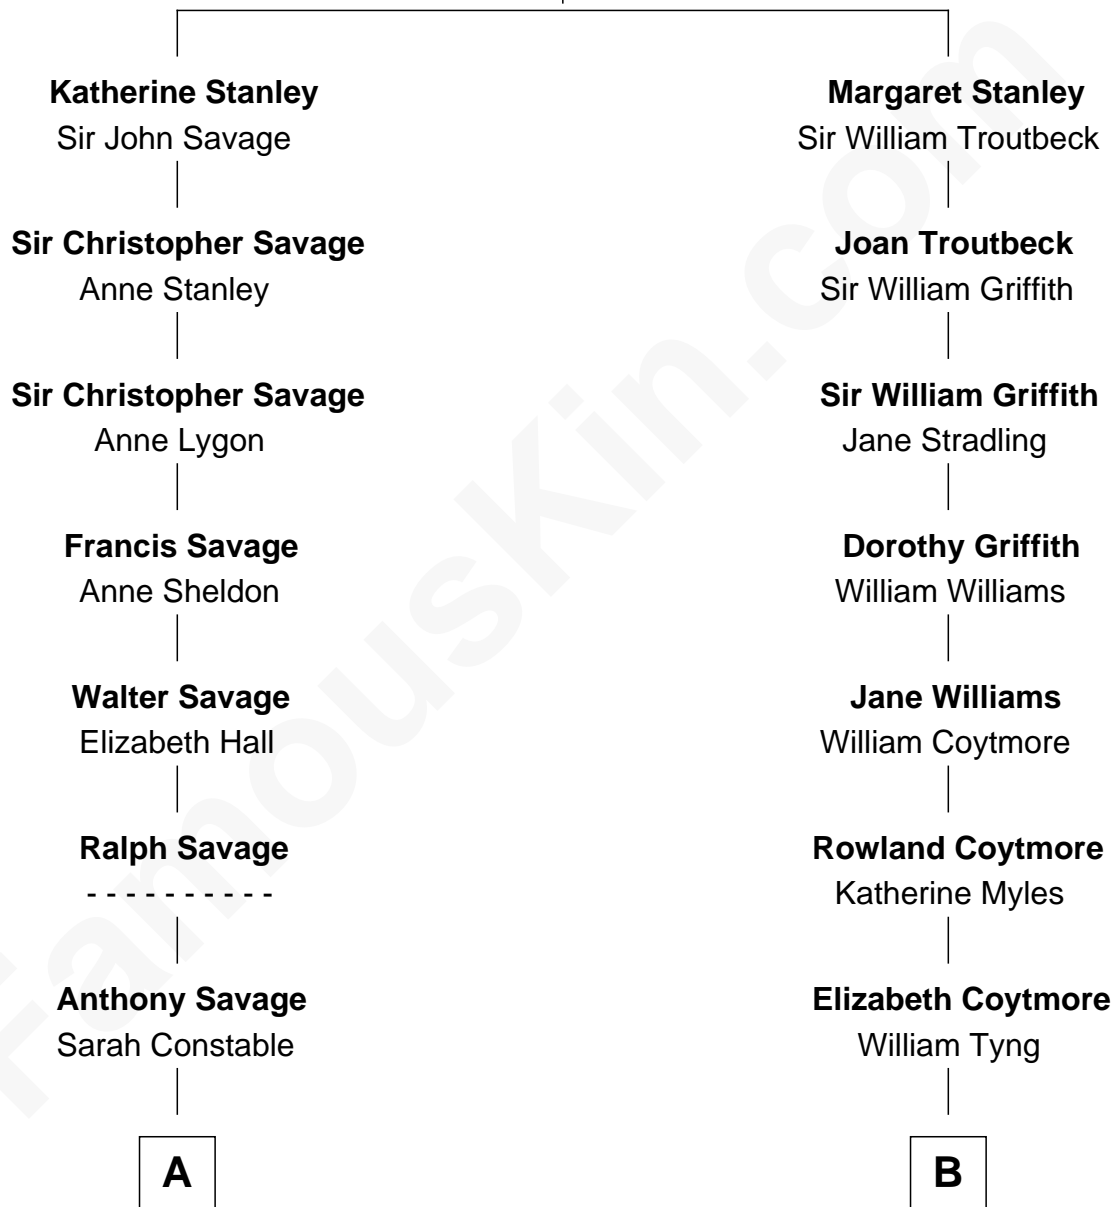 Katherine Stanley
Sir John Savage
Margaret Stanley
Sir William Troutbeck
Sir Christopher Savage
Anne Stanley
Joan Troutbeck
Sir William Griffith
Sir Christopher Savage
Anne Lygon
Sir William Griffith
Jane Stradling
Francis Savage
Anne Sheldon
Dorothy Griffith
William Williams
Walter Savage
Elizabeth Hall
Jane Williams
William Coytmore
Ralph Savage
- - - - - - - - - -
Rowland Coytmore
Katherine Myles
Anthony Savage
Sarah Constable
Elizabeth Coytmore
William Tyng
A
B
FamousKin.com